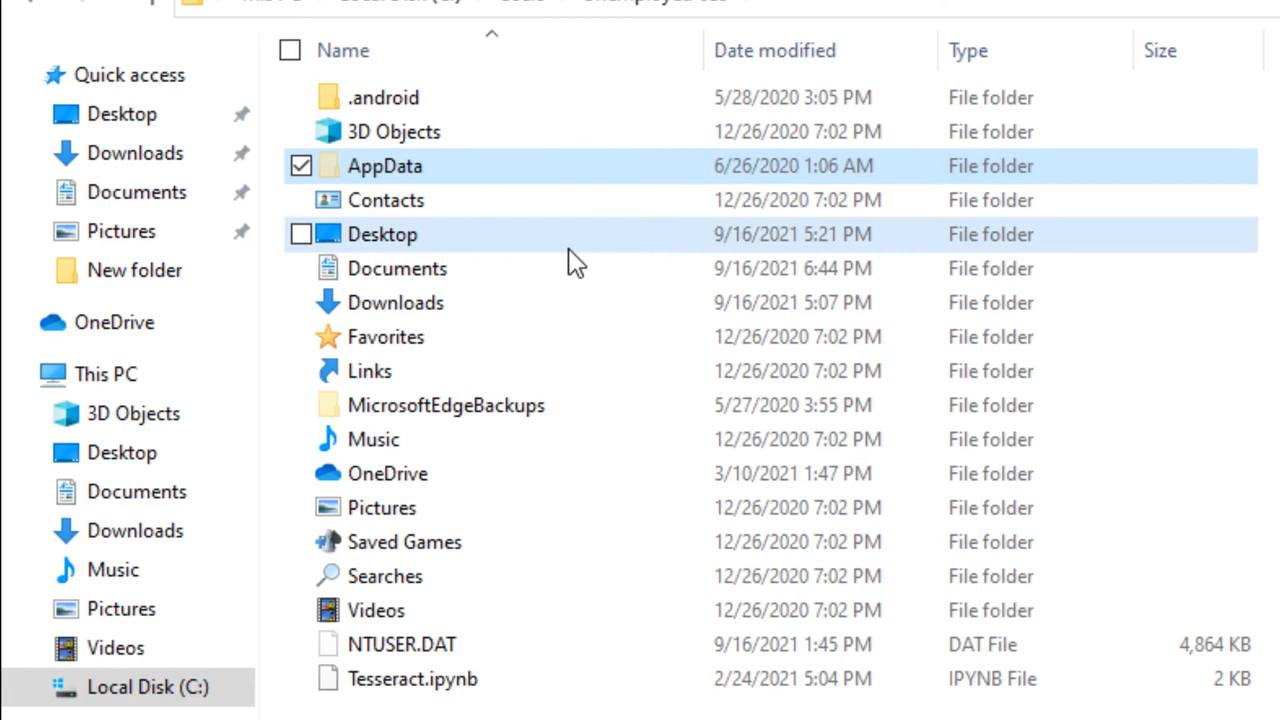 Name Date modified Type Size
Quick access
Desktop
Downloads
Documents
Pictures
New folder
OneDrive
This PC
3D Objects
Desktop
Documents
Downloads
Music
Pictures
Videos
Local Disk (C:)
.android 5/28/2020 3:05 PM File folder
3D Objects 12/26/2020 7:02 PM File folder
AppData 6/26/2020 1:06 AM File folder
Contacts 12/26/2020 7:02 PM File folder
Desktop 9/16/2021 5:21 PM File folder
Documents 9/16/2021 6:44 PM File folder
Downloads 9/16/2021 5:07 PM File folder
Favorites 12/26/2020 7:02 PM File folder
Links 12/26/2020 7:02 PM File folder
MicrosoftEdgeBackups 5/27/2020 3:55 PM File folder
Music 12/26/2020 7:02 PM File folder
OneDrive 3/10/2021 1:47 PM File folder
Pictures 12/26/2020 7:02 PM File folder
Saved Games 12/26/2020 7:02 PM File folder
Searches 12/26/2020 7:02 PM File folder
Videos 12/26/2020 7:02 PM File folder
NTUSER.DAT 9/16/2021 1:45 PM DAT File 4,864 KB
Tesseract.ipynb 2/24/2021 5:04 PM IPYNB File 2 KB